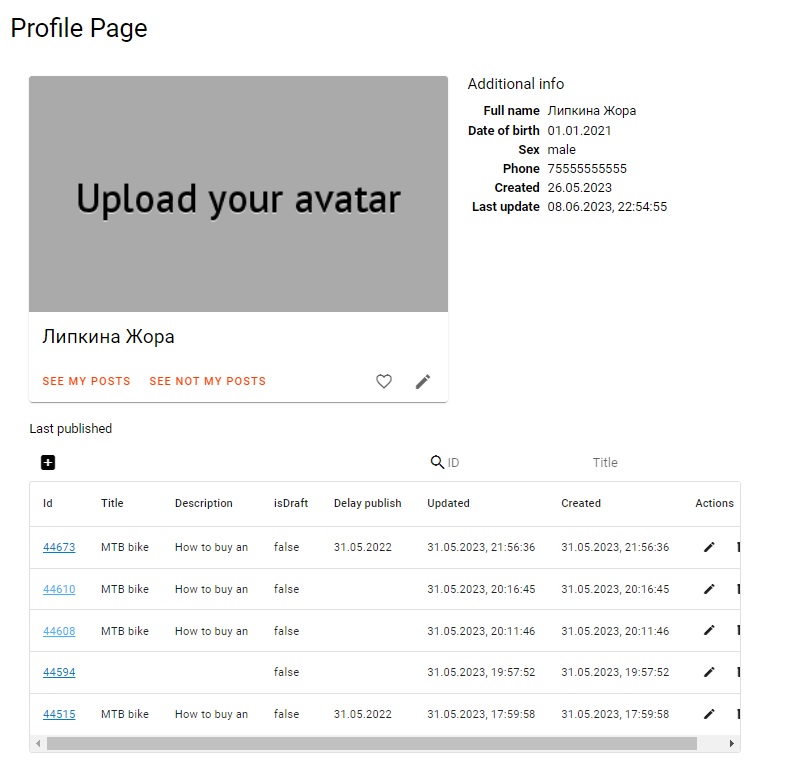 Profile Page
Upload your avatar
Липкина Жора
SEE MY POSTS SEE NOT MY POSTS
Additional info
Full name Липкина Жора
Date of birth 01.01.2021
Sex male
Phone 75555555555
Created 26.05.2023
Last update 08.06.2023, 22:54:55
Last published
ID Title
Id Title Description isDraft Delay publish Updated Created Actions
44673 MTB bike How to buy an false 31.05.2022 31.05.2023, 21:56:36 31.05.2023, 21:56:36
44610 MTB bike How to buy an false 31.05.2023, 20:16:45 31.05.2023, 20:16:45
44608 MTB bike How to buy an false 31.05.2023, 20:11:46 31.05.2023, 20:11:46
44594 false 31.05.2023, 19:57:52 31.05.2023, 19:57:52
44515 MTB bike How to buy an false 31.05.2022 31.05.2023, 17:59:58 31.05.2023, 17:59:58